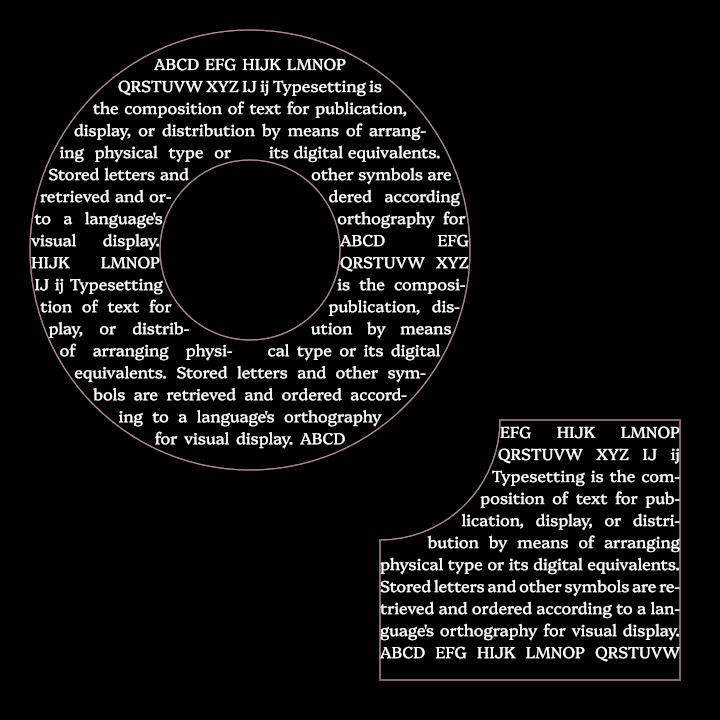 ABCD EFG HIJK LMNOP
QRSTUVW XYZ IJ ij Typesetting is
the composition of text for publication,
display, or distribution by means of arrang-
ing physical type or its digital equivalents.
Stored letters and other symbols are
retrieved and or- dered according
to a language's orthography for
visual display. ABCD EFG
HIJK LMNOP QRSTUVW XYZ
IJ ij Typesetting is the composi-
tion of text for publication, dis-
play, or distrib- ution by means
of arranging physi- cal type or its digital
equivalents. Stored letters and other sym-
bols are retrieved and ordered accord-
ing to a language's orthography
for visual display. ABCD
EFG HIJK LMNOP
QRSTUVW XYZ IJ ij
Typesetting is the com-
position of text for pub-
lication, display, or distri-
bution by means of arranging
physical type or its digital equivalents.
Stored letters and other symbols are re-
trieved and ordered according to a lan-
guage's orthography for visual display.
ABCD EFG HIJK LMNOP QRSTUVW